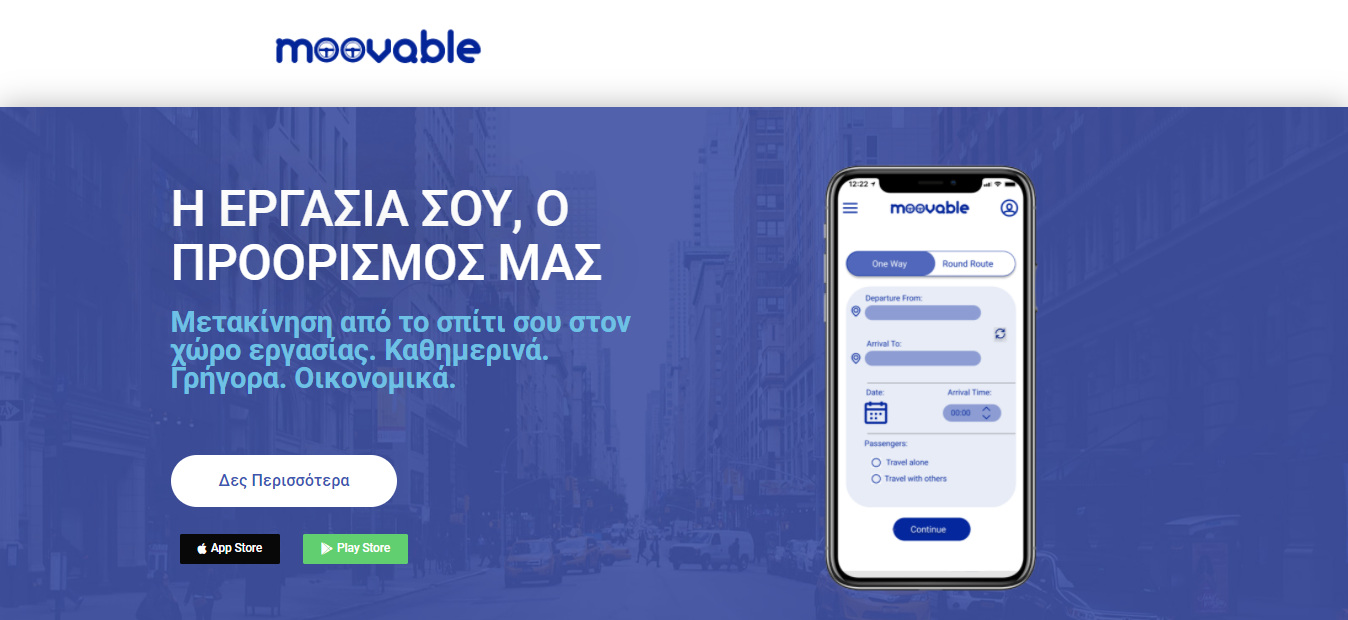 moovable
Η ΕΡΓΑΣΙΑ ΣΟΥ, Ο
ΠΡΟΟΡΙΣΜΟΣ ΜΑΣ
Μετακίνηση από το σπίτι σου στον
χώρο εργασίας. Καθημερινά.
Γρήγορα. Οικονομικά.
Δες Περισσότερα
App Store
Play Store
12:22
moovable
One Way
Round Route
Departure From:
Arrival To:
Date:
Arrival Time:
00:00
Passengers:
Travel alone
Travel with others
Continue